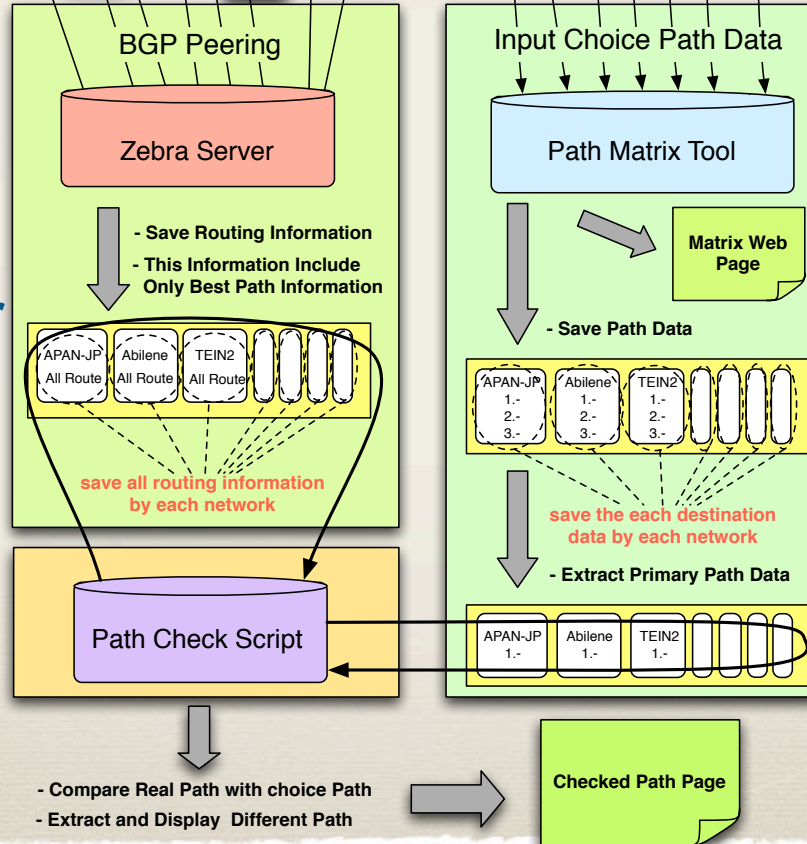 BGP Peering
Zebra Server
- Save Routing Information
- This Information Include
Only Best Path Information
APAN-JP
All Route
Abilene
All Route
TEIN2
All Route
save all routing information
by each network
Path Check Script
- Compare Real Path with choice Path
- Extract and Display Different Path
Input Choice Path Data
Path Matrix Tool
Matrix Web
Page
- Save Path Data
APAN-JP
1.-
2.-
3.-
Abilene
1.-
2.-
3.-
TEIN2
1.-
2.-
3.-
save the each destination
data by each network
- Extract Primary Path Data
APAN-JP
1.-
Abilene
1.-
TEIN2
1.-
Checked Path Page